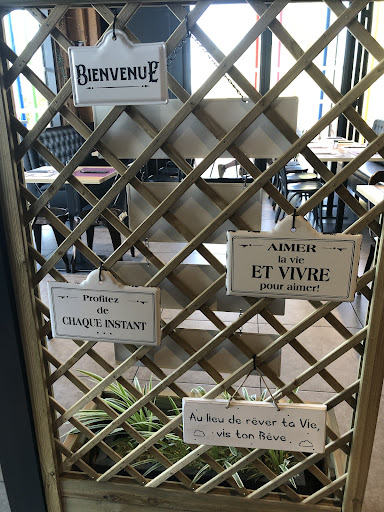 BIENVENUE
AIMER
la vie
ET VIVRE
pour aimer!
Profitez
de
CHAQUE INSTANT
Au lieu de rêver ta Vie,
vis ton Rêve.